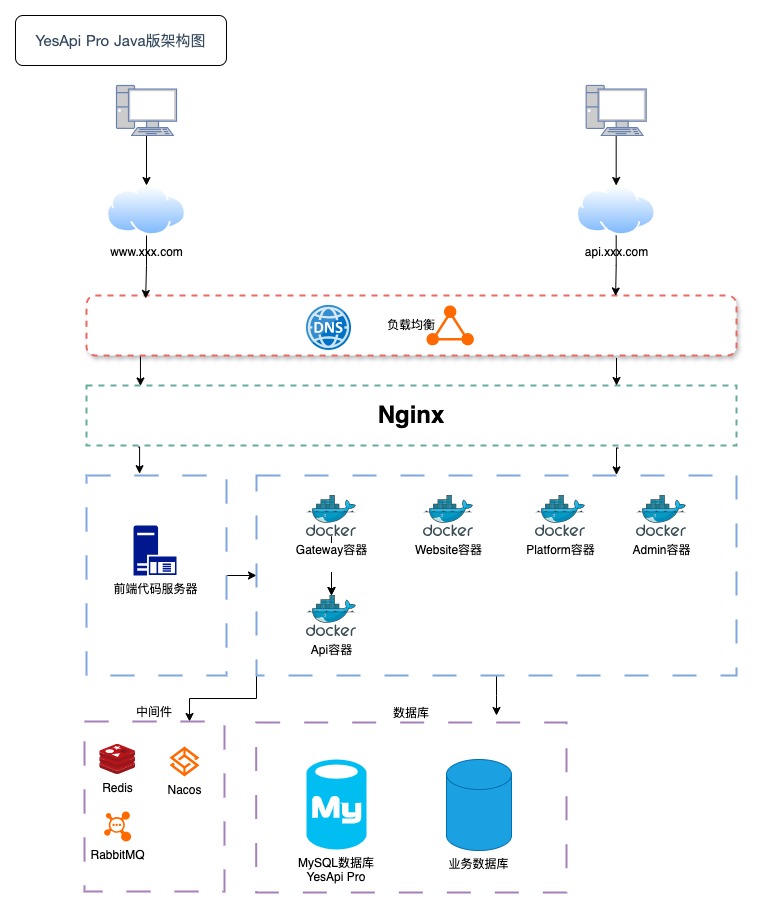 YesApi Pro Java版架构图
www.xxx.com
api.xxx.com
DNS
负载均衡
Nginx
docker
docker
docker
docker
Gateway容器
Website容器
Platform容器
Admin容器
前端代码服务器
docker
Api容器
中间件
数据库
Redis
Nacos
RabbitMQ
My
MySQL数据库
YesApi Pro
业务数据库